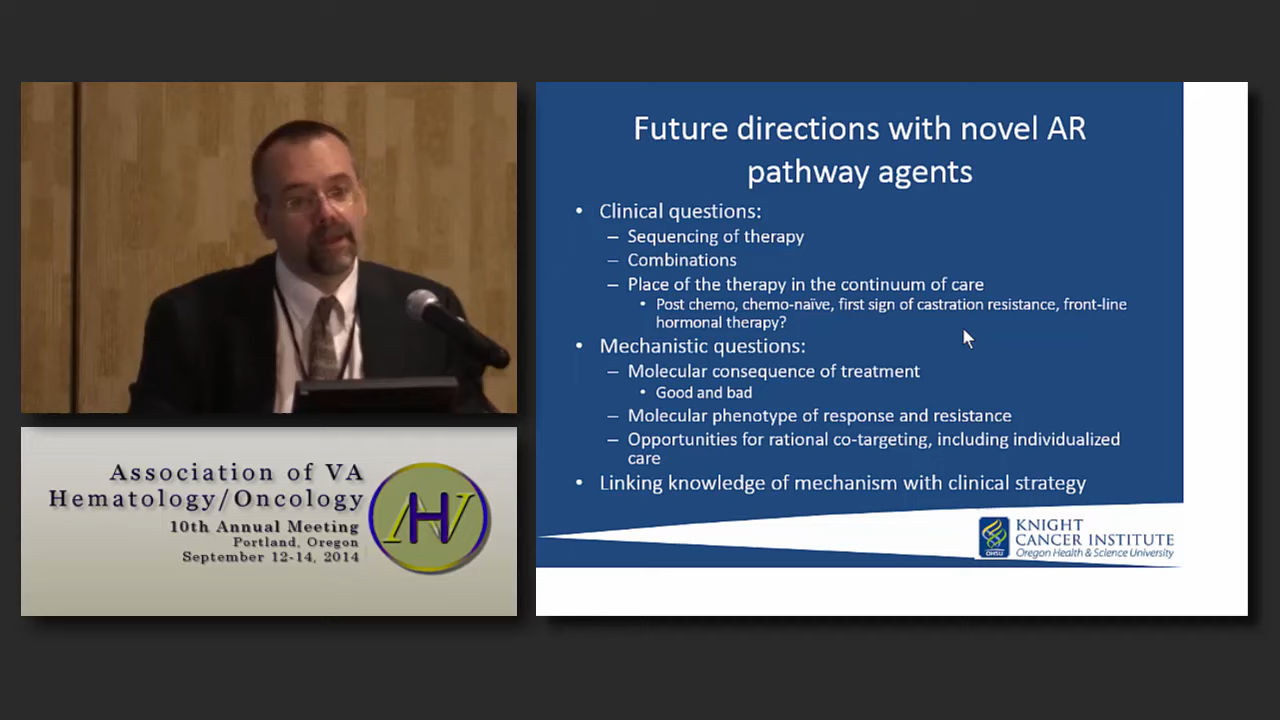 Future directions with novel AR
pathway agents
• Clinical questions:
– Sequencing of therapy
– Combinations
– Place of the therapy in the continuum of care
• Post chemo, chemo-naïve, first sign of castration resistance, front-line
hormonal therapy?
• Mechanistic questions:
– Molecular consequence of treatment
• Good and bad
– Molecular phenotype of response and resistance
– Opportunities for rational co-targeting, including individualized
care
• Linking knowledge of mechanism with clinical strategy
OHSU
KNIGHT
CANCER INSTITUTE
Oregon Health & Science University
Association of VA
Hematology/Oncology
10th Annual Meeting
Portland, Oregon
September 12-14, 2014
AHV